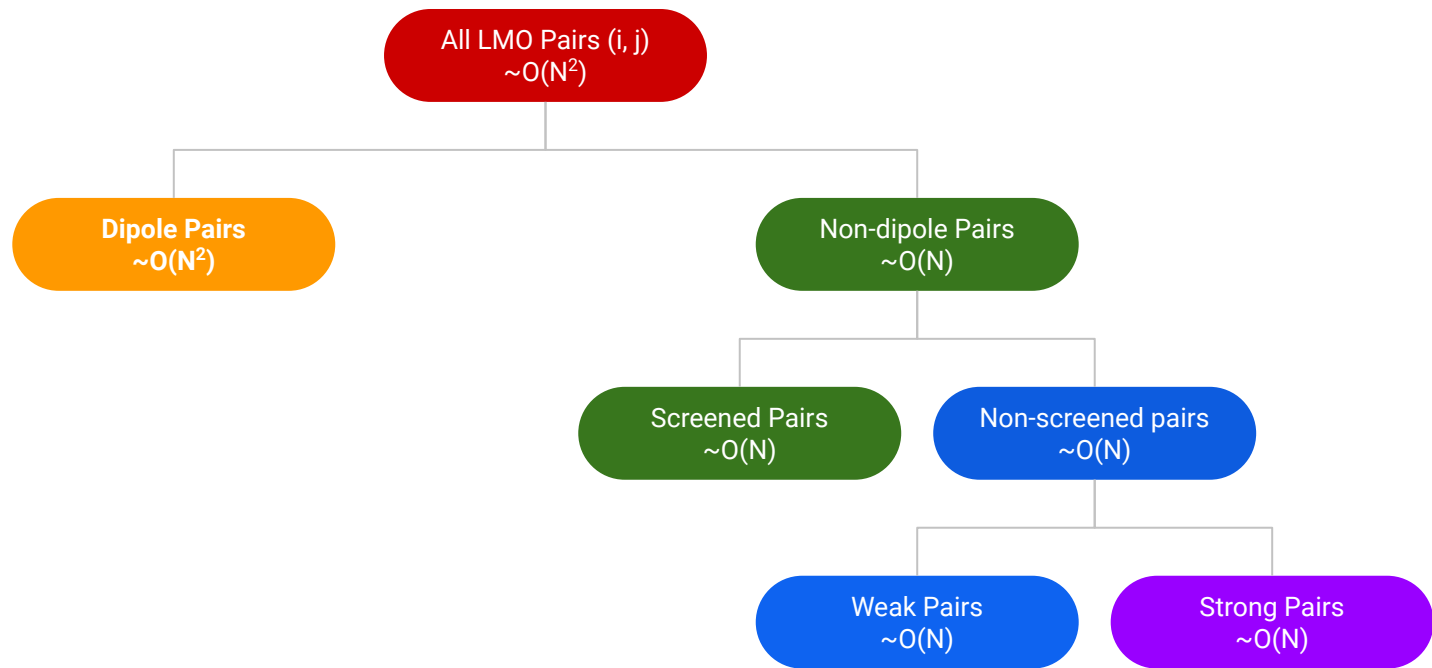 All LMO Pairs (i, j)
~O(N²)
Dipole Pairs
~O(N²)
Non-dipole Pairs
~O(N)
Screened Pairs
~O(N)
Non-screened pairs
~O(N)
Weak Pairs
~O(N)
Strong Pairs
~O(N)